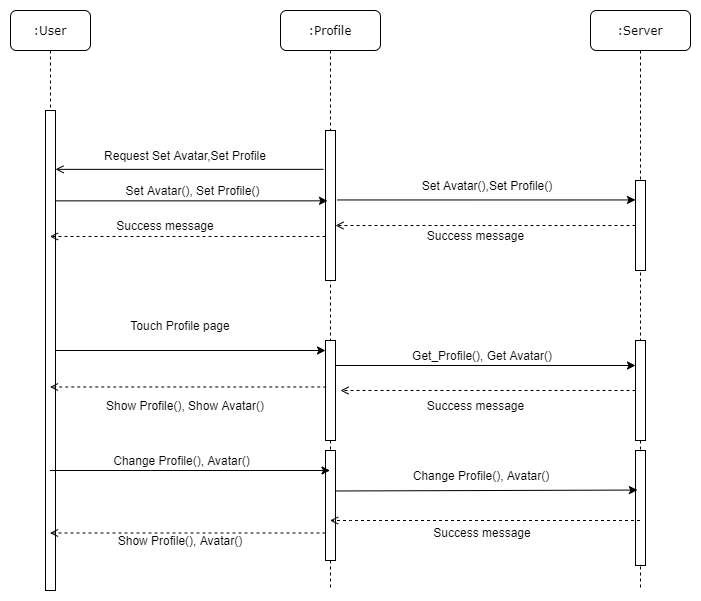 :User
:Profile
:Server
Request Set Avatar,Set Profile
Set Avatar(), Set Profile()
Set Avatar(),Set Profile()
Success message
Success message
Touch Profile page
Get_Profile(), Get Avatar()
Show Profile(), Show Avatar()
Success message
Change Profile(), Avatar()
Change Profile(), Avatar()
Success message
Show Profile(), Avatar()